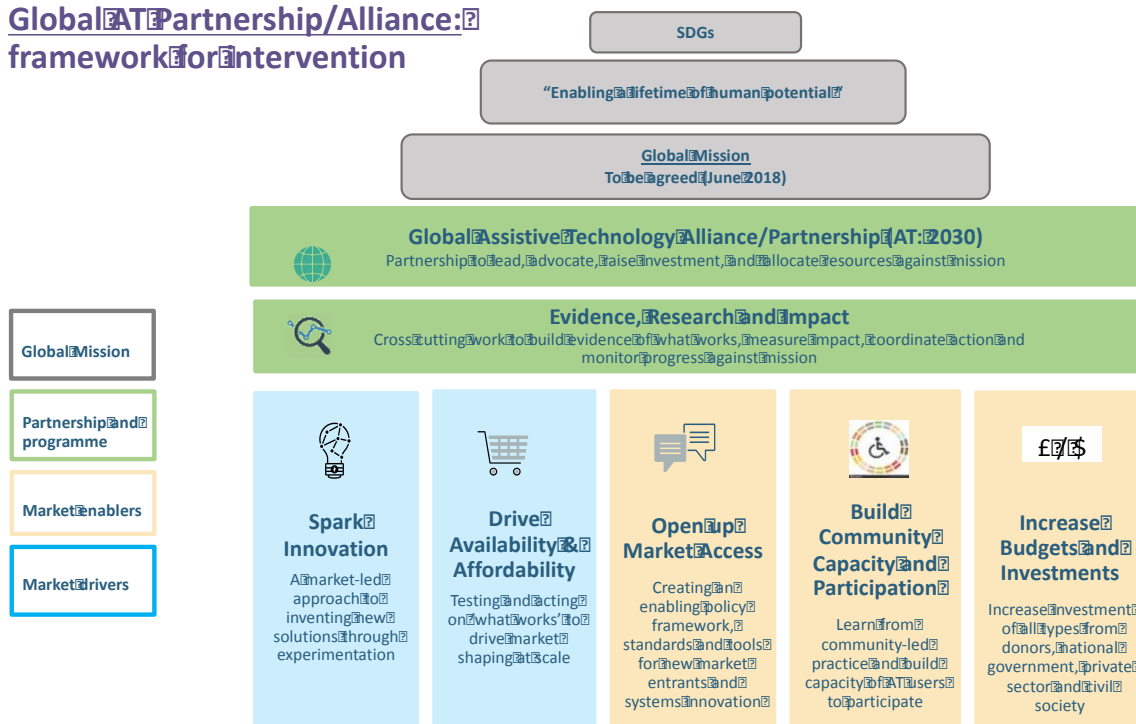 Global AT Partnership/Alliance:
framework for intervention
SDGs
“Enabling a lifetime of human potential“
Global Mission
To be agreed (June 2018)
Global Assistive Technology Alliance/Partnership (AT: 2030)
Partnership to lead, advocate, raise investment, and allocate resources against mission
Evidence, Research and Impact
Cross cutting work to build evidence of what works, measure impact, coordinate action and
monitor progress against mission
Global Mission
Partnership and
programme
Market enablers
Market drivers
Spark
Innovation
A market-led
approach to
inventing new
solutions through
experimentation
Drive
Availability & 
Affordability
Testing and acting
on ‘what works’ to
drive market
shaping at scale
Open up
Market Access
Creating an
enabling policy
framework,
standards and tools
for new market
entrants and
systems innovation
Build
Community
Capacity and
Participation
Learn from
community-led
practice and build
capacity of AT users
to participate
£ / $
Increase
Budgets and
Investments
Increase investment
of all types from
donors, national
government, private
sector and civil
society